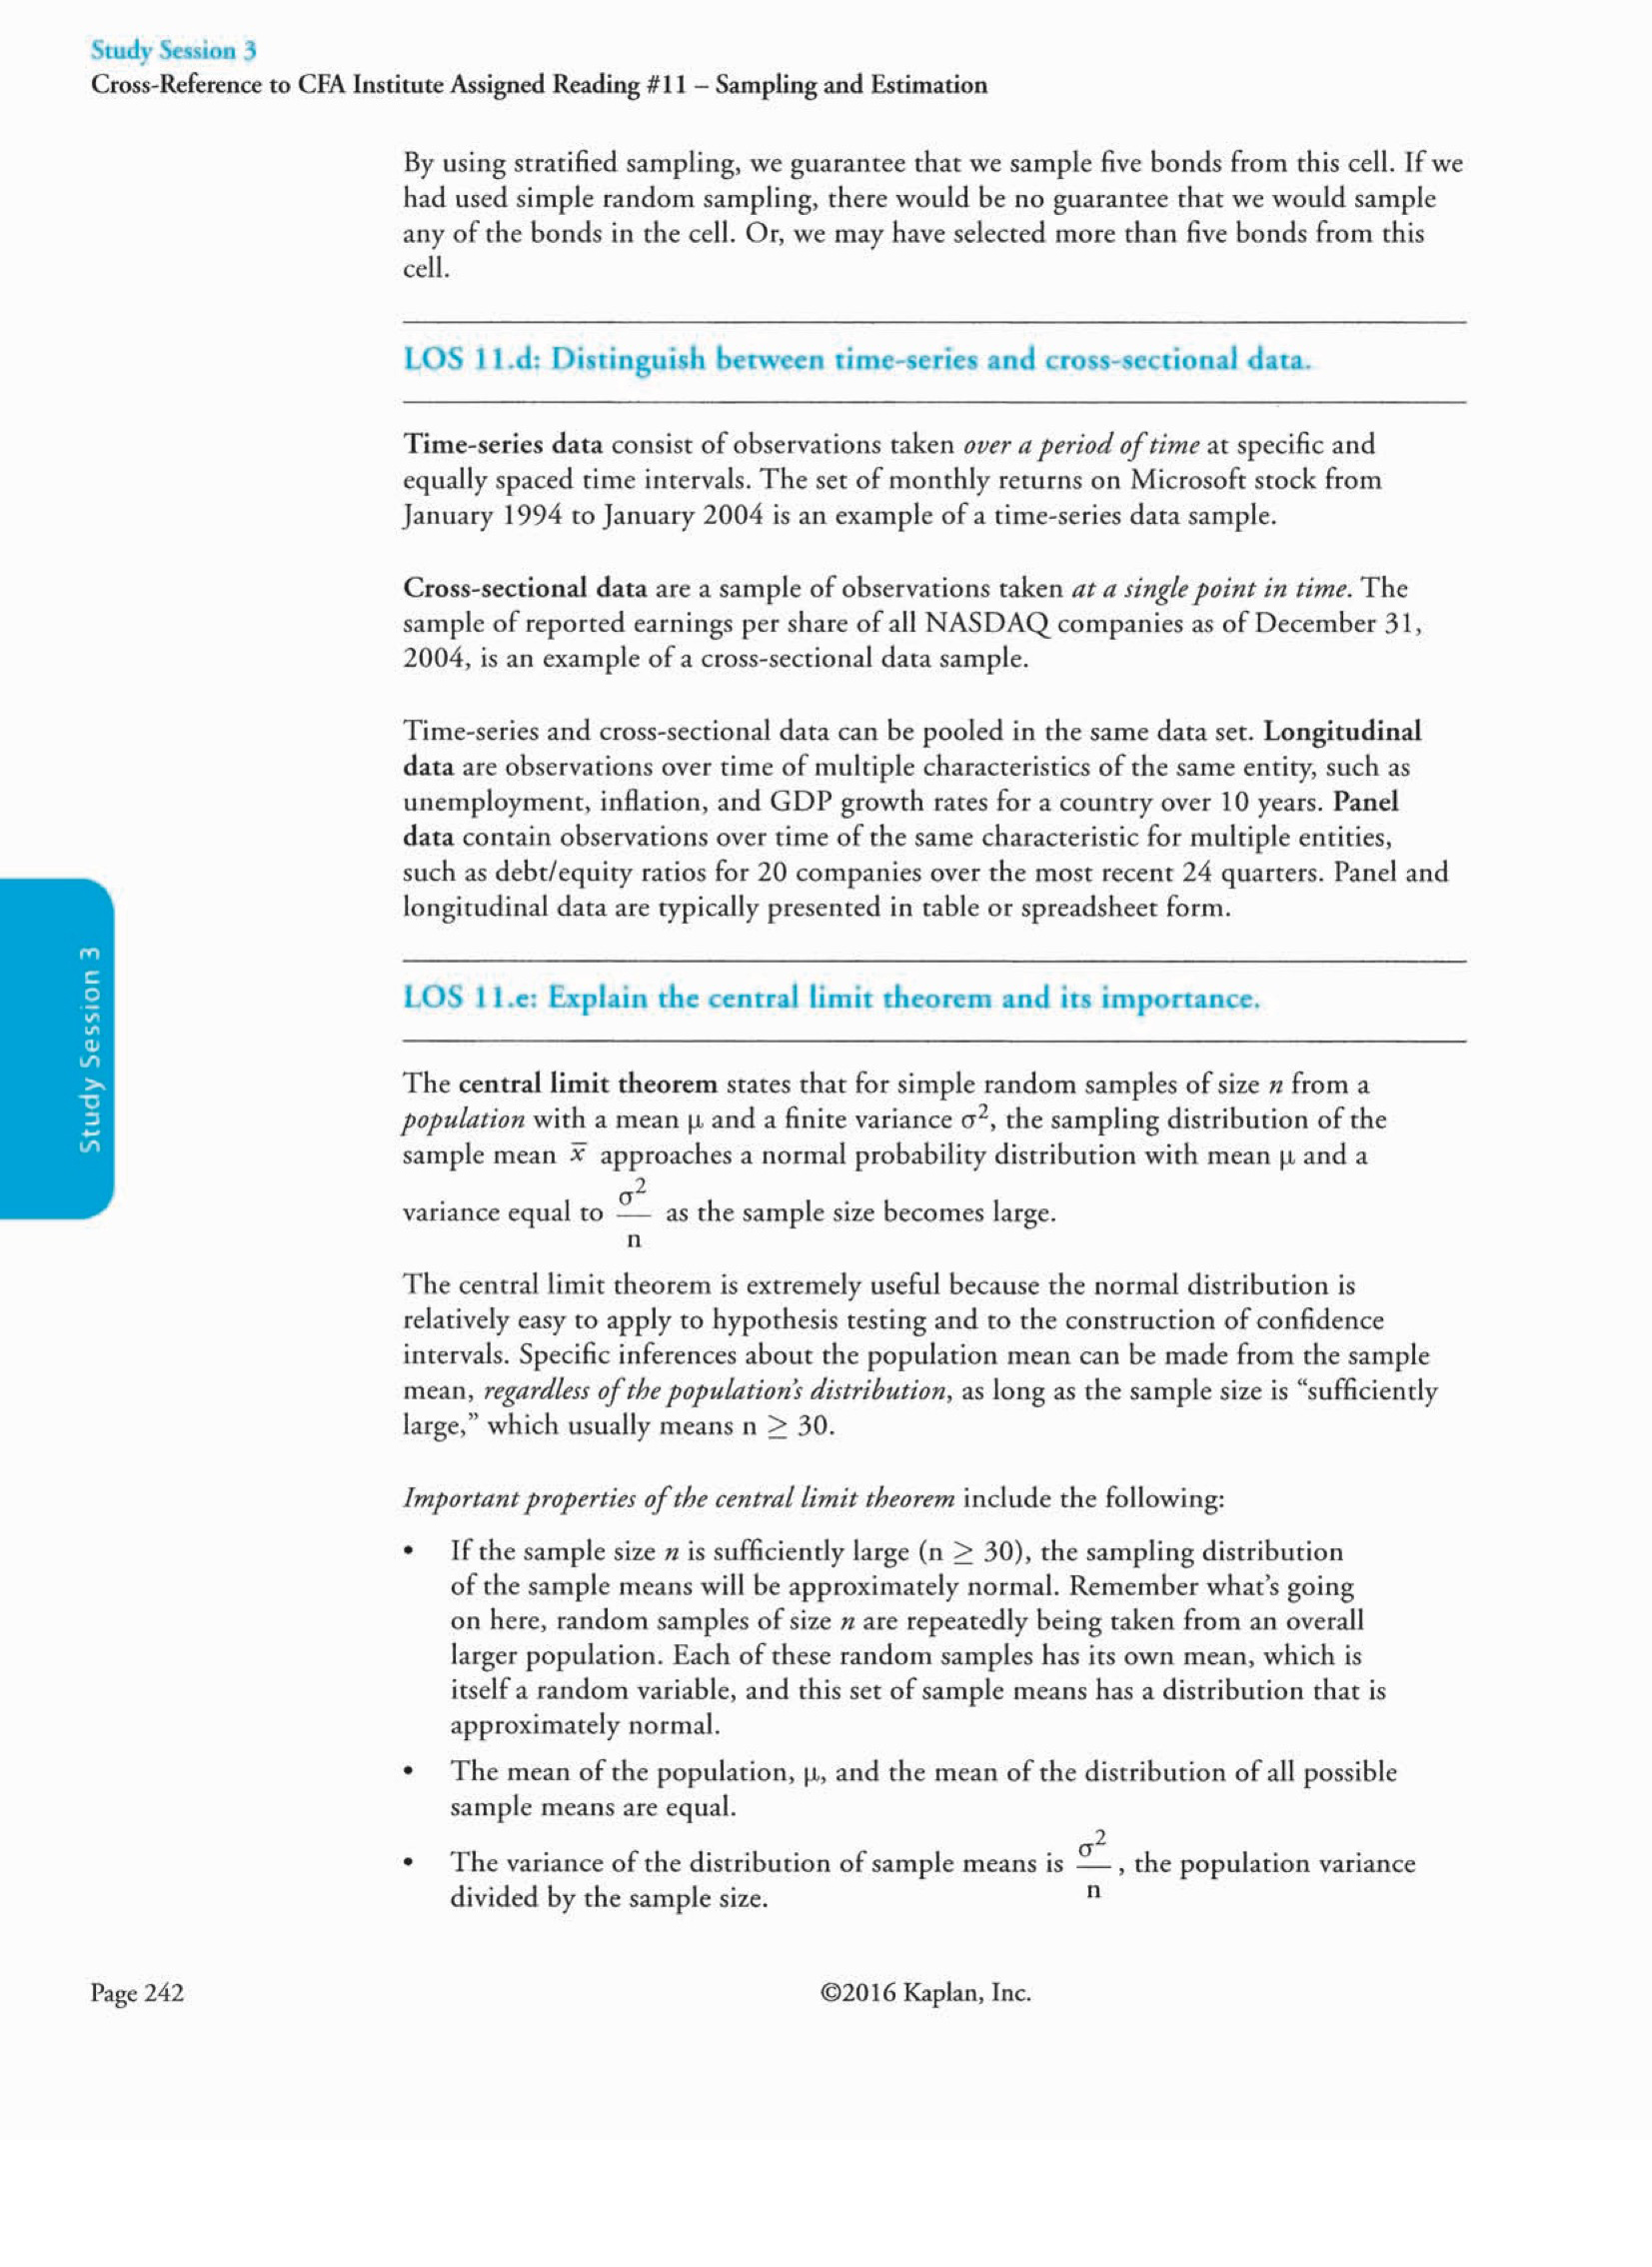 Study Session 3
Cross-Reference to CFA Institute Assigned Reading #11 – Sampling and Estimation
By using stratified sampling, we guarantee that we sample five bonds from this cell. If we
had used simple random sampling, there would be no guarantee that we would sample
any of the bonds in the cell. Or, we may have selected more than five bonds from this
cell.
LOS 11.d: Distinguish between time-series and cross-sectional data.
Time-series data consist of observations taken over a period of time at specific and
equally spaced time intervals. The set of monthly returns on Microsoft stock from
January 1994 to January 2004 is an example of a time-series data sample.
Cross-sectional data are a sample of observations taken at a single point in time. The
sample of reported earnings per share of all NASDAQ companies as of December 31,
2004, is an example of a cross-sectional data sample.
Time-series and cross-sectional data can be pooled in the same data set. Longitudinal
data are observations over time of multiple characteristics of the same entity, such as
unemployment, inflation, and GDP growth rates for a country over 10 years. Panel
data contain observations over time of the same characteristic for multiple entities,
such as debt/equity ratios for 20 companies over the most recent 24 quarters. Panel and
longitudinal data are typically presented in table or spreadsheet form.
Study Session 3
LOS 11.e: Explain the central limit theorem and its importance.
The central limit theorem states that for simple random samples of size n from a
population with a mean μ and a finite variance σ², the sampling distribution of the
sample mean x̄ approaches a normal probability distribution with mean μ and a
variance equal to σ²/n as the sample size becomes large.
The central limit theorem is extremely useful because the normal distribution is
relatively easy to apply to hypothesis testing and to the construction of confidence
intervals. Specific inferences about the population mean can be made from the sample
mean, regardless of the population's distribution, as long as the sample size is “sufficiently
large,” which usually means n ≥ 30.
Important properties of the central limit theorem include the following:
• If the sample size n is sufficiently large (n ≥ 30), the sampling distribution
of the sample means will be approximately normal. Remember what's going
on here, random samples of size n are repeatedly being taken from an overall
larger population. Each of these random samples has its own mean, which is
itself a random variable, and this set of sample means has a distribution that is
approximately normal.
• The mean of the population, μ, and the mean of the distribution of all possible
sample means are equal.
• The variance of the distribution of sample means is σ²/n, the population variance
divided by the sample size.
Page 242
©2016 Kaplan, Inc.